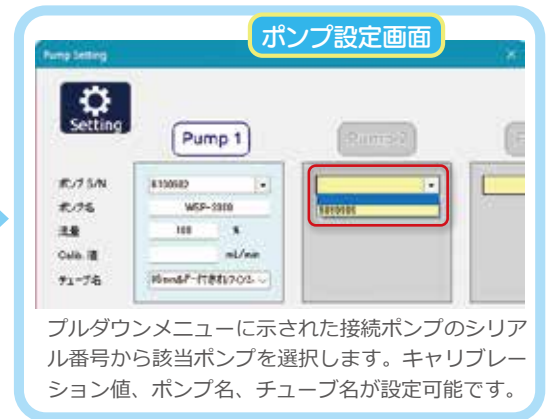 ポンプ設定画面
Pump Setting
Setting
Pump 1
Pump 2
ポンプ S/N
ポンプ名
WSP-3000
流量
100 %
Calib. 値
mL/min
チューブ名
プルダウンメニューに示された接続ポンプのシリア
ル番号から該当ポンプを選択します。キャリブレー
ション値、ポンプ名、チューブ名が設定可能です。